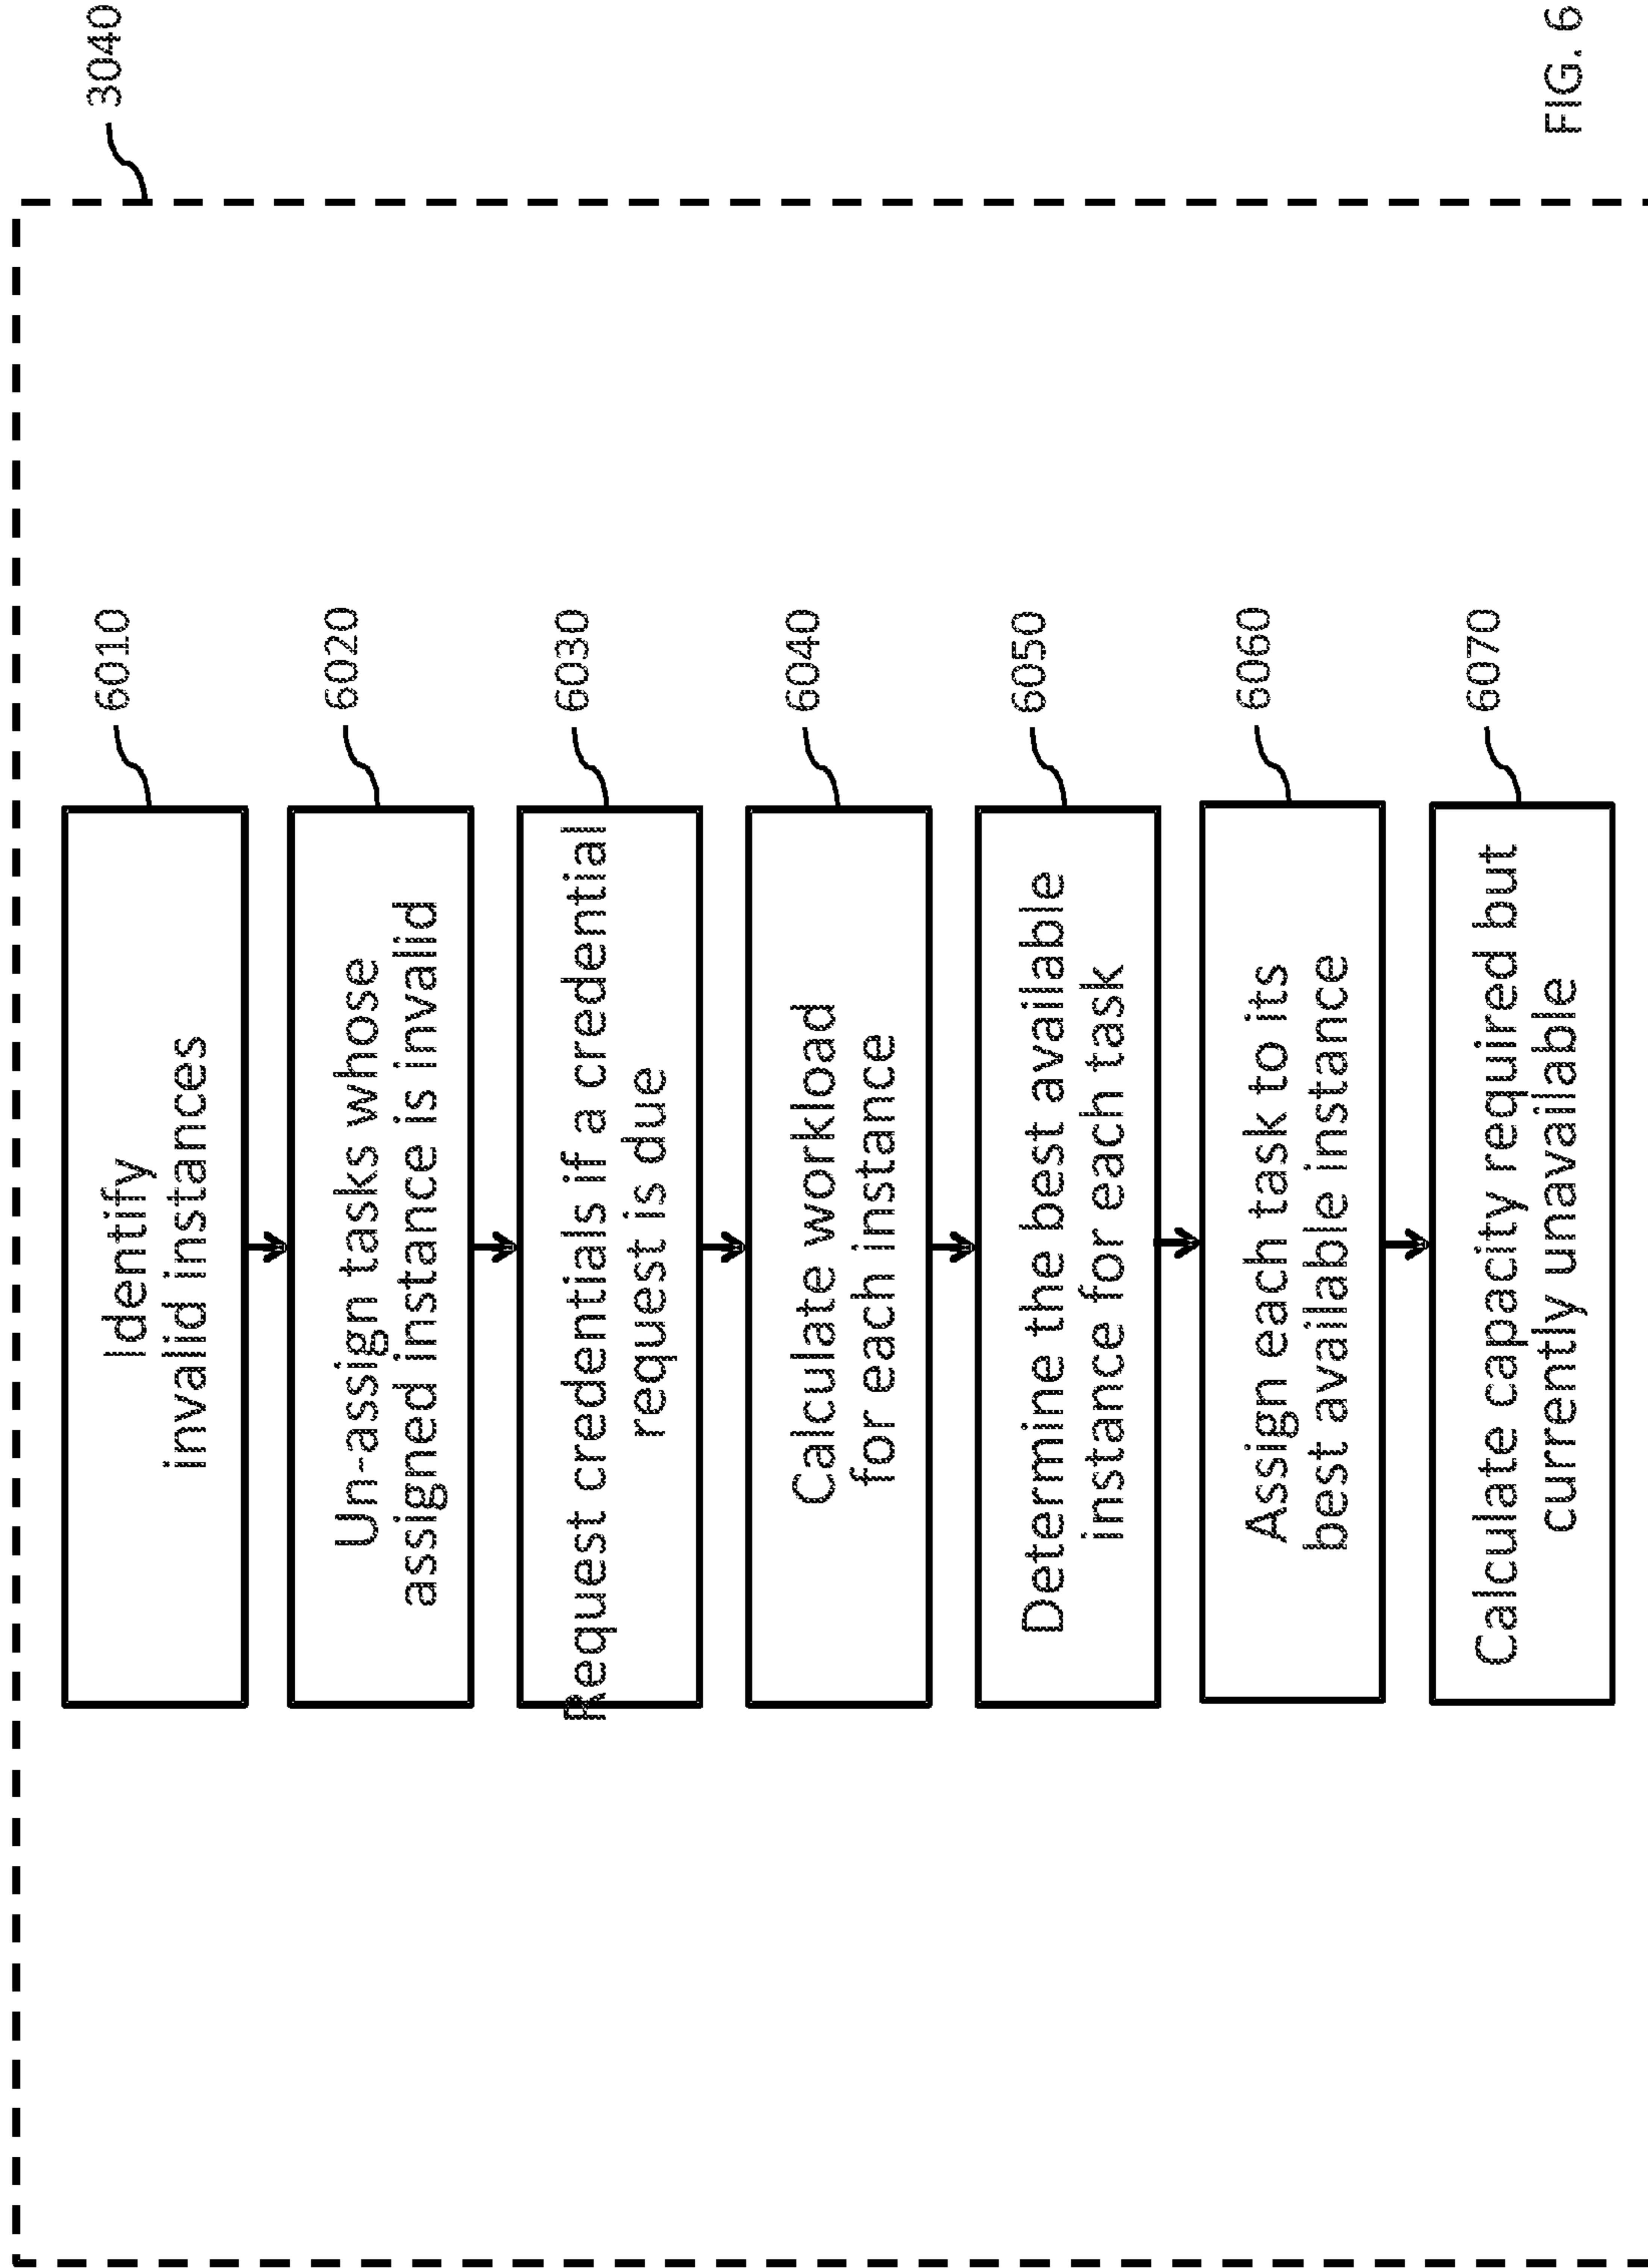 3040
Identify
invalid instances
6010
Un-assign tasks whose
assigned instance is invalid
6020
Request credentials if a credential
request is due
6030
Calculate workload
for each instance
6040
Determine the best available
instance for each task
6050
Assign each task to its
best available instance
6060
Calculate capacity required but
currently unavailable
6070
FIG. 6